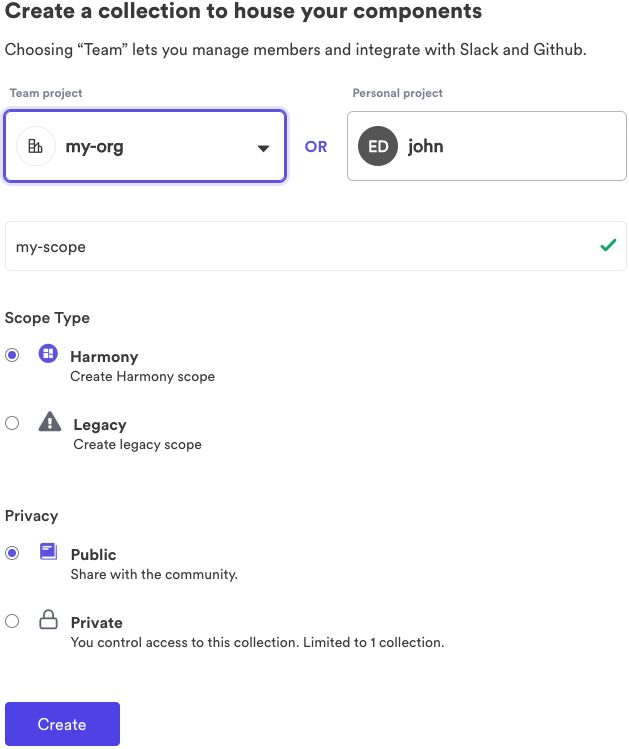 Create a collection to house your components
Choosing “Team” lets you manage members and integrate with Slack and Github.
Team project
my-org
OR
Personal project
ED
john
my-scope
Scope Type
Harmony
Create Harmony scope
Legacy
Create legacy scope
Privacy
Public
Share with the community.
Private
You control access to this collection. Limited to 1 collection.
Create